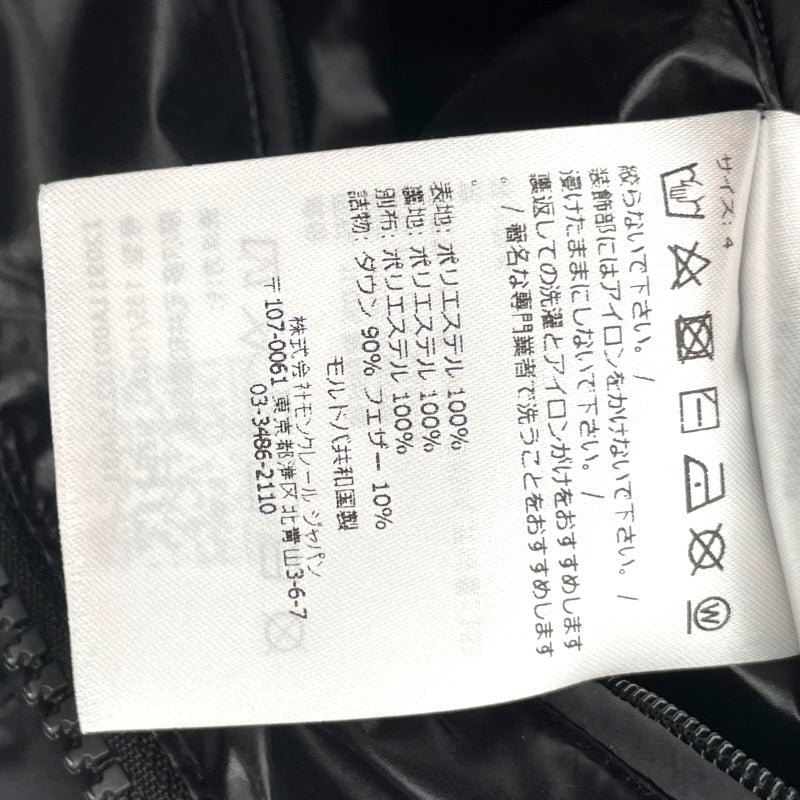 サイズ: 4
絞らないで下さい。 /
装飾部にはアイロンをかけないで下さい。 /
浸けたままにしないで下さい。 /
裏返しての洗濯とアイロンがけをおすすめします
。 / 著名な専門業者で洗うことをおすすめします
。
表地: ポリエステル 100%
裏地: ポリエステル 100%
別布: ポリエステル 100%
詰物: ダウン 90% フェザー 10%
モルドバ共和国製
株式会社モンクレール ジャパン
〒107-0061 東京都港区 北青山3-6-7
03-3486-2110
W